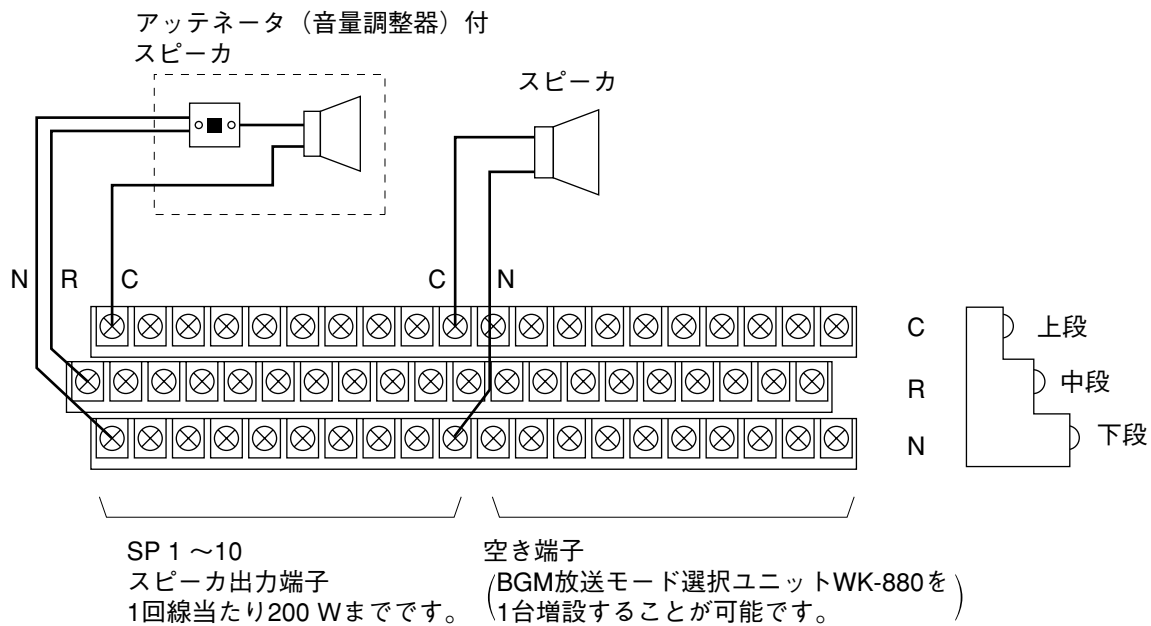 アッテネータ（音量調整器）付
スピーカ
スピーカ
N R C
C N
C 上段
R 中段
N 下段
SP 1 ～10
スピーカ出力端子
1回線当たり200 Wまでです。
空き端子
(BGM放送モード選択ユニットWK-880を
1台増設することが可能です。)